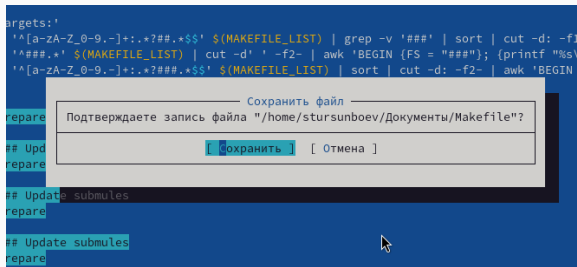 argets:'
'^[a-zA-Z_0-9.-]+:.*?##.*$$' $(MAKEFILE_LIST) | grep -v '###' | sort | cut -d: -f1
'^###.*' $(MAKEFILE_LIST) | cut -d' ' -f2- | awk 'BEGIN {FS = "###"}; {printf "%s\
'^[a-zA-Z_0-9.-]+:.*?###.*$$' $(MAKEFILE_LIST) | sort | cut -d: -f2- | awk 'BEGIN
Сохранить файл
repare
Подтверждаете запись файла "/home/stursunboev/Документы/Makefile"?
## Upd
[ Сохранить ] [ Отмена ]
repare
## Update submules
repare
## Update submules
repare